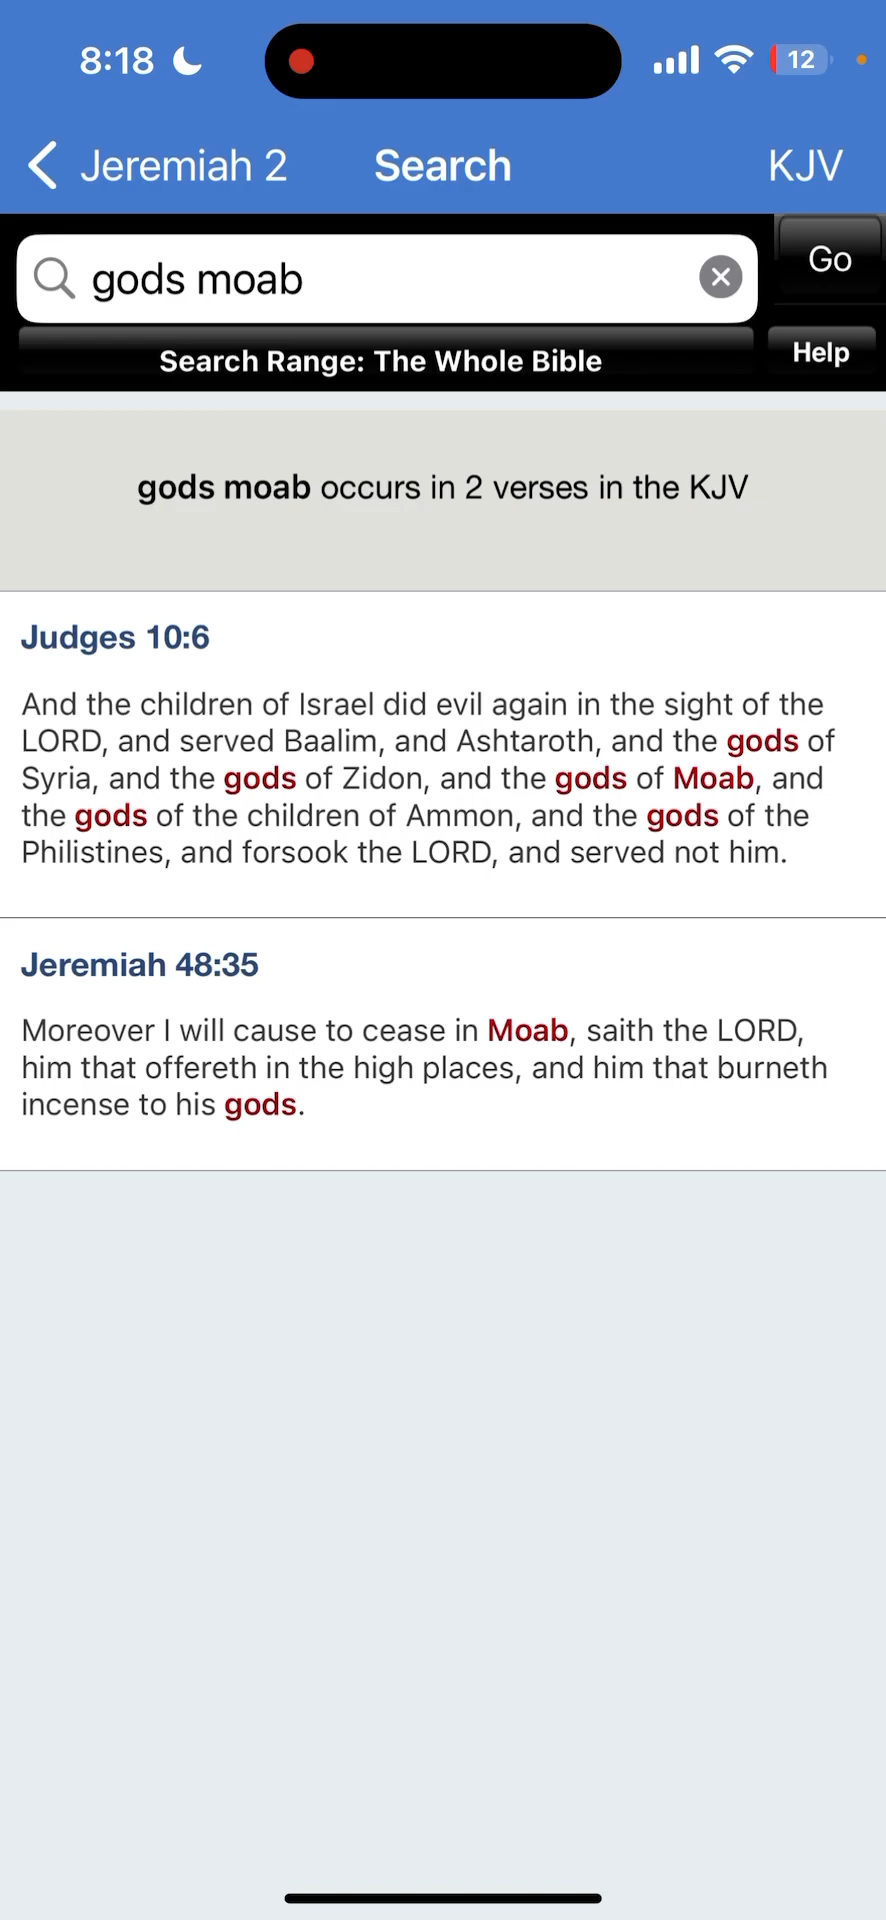 8:18
12
Jeremiah 2
Search
KJV
gods moab
Go
Search Range: The Whole Bible
Help
gods moab occurs in 2 verses in the KJV
Judges 10:6
And the children of Israel did evil again in the sight of the
LORD, and served Baalim, and Ashtaroth, and the gods of
Syria, and the gods of Zidon, and the gods of Moab, and
the gods of the children of Ammon, and the gods of the
Philistines, and forsook the LORD, and served not him.
Jeremiah 48:35
Moreover I will cause to cease in Moab, saith the LORD,
him that offereth in the high places, and him that burneth
incense to his gods.